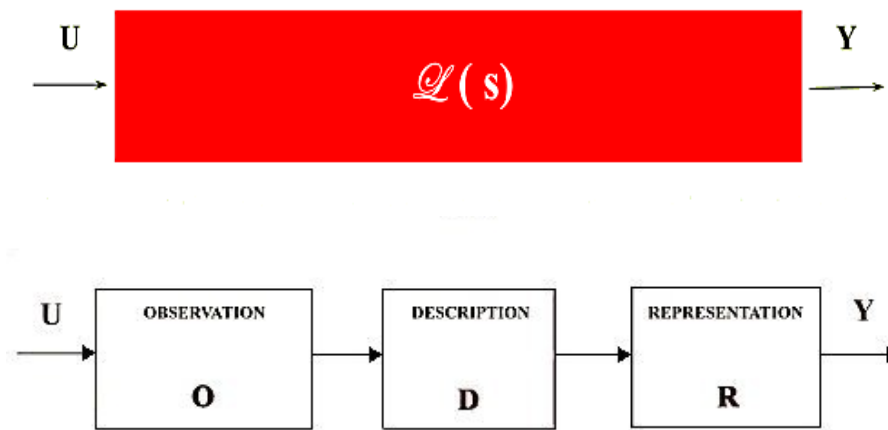 U Y
ℒ( s)
U OBSERVATION DESCRIPTION REPRESENTATION Y
O D R